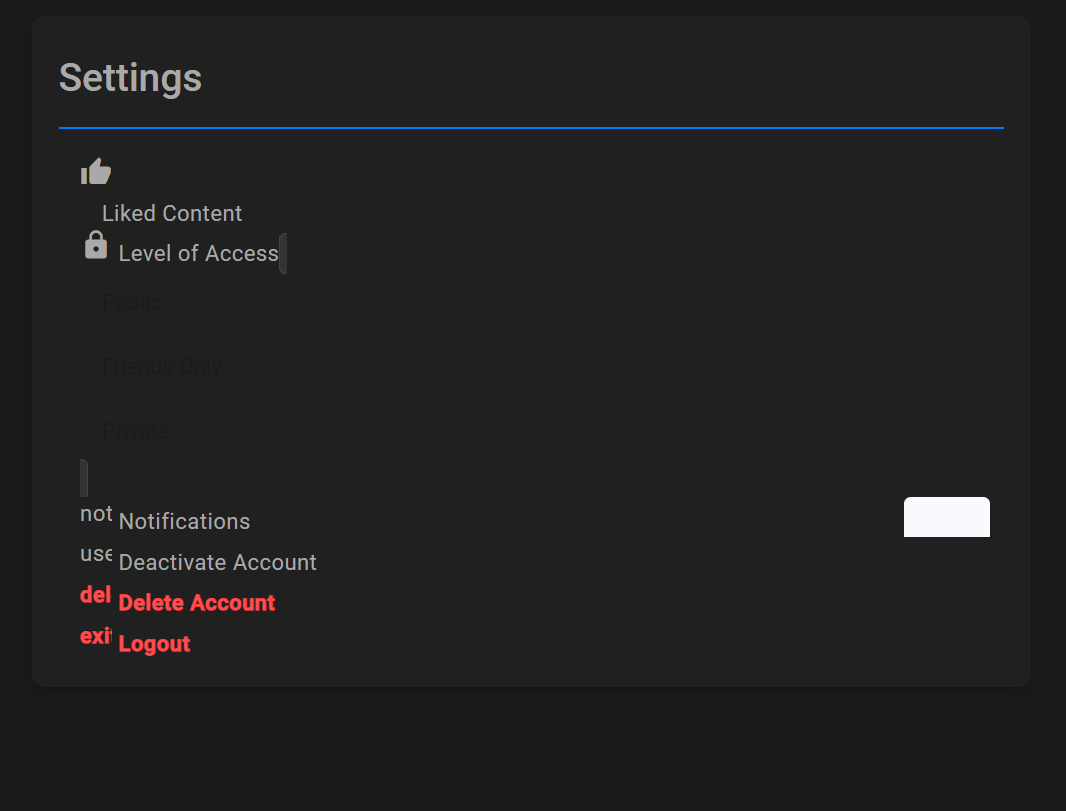 Settings
Liked Content
Level of Access
Public
Friends Only
Private
not Notifications
use Deactivate Account
del Delete Account
exit Logout